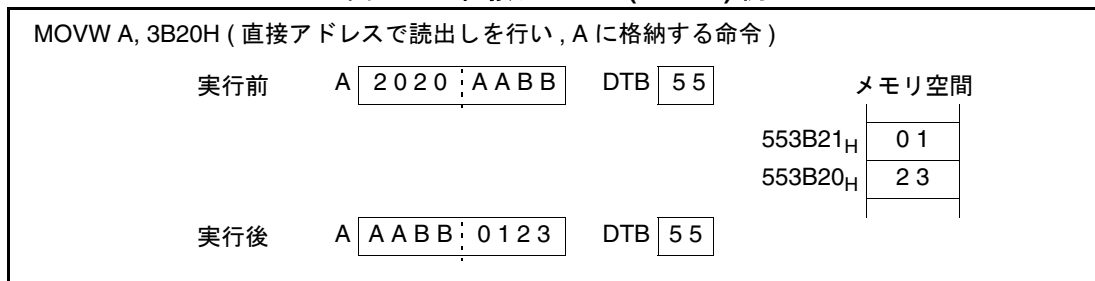 MOVW A, 3B20H ( 直接アドレスで読出しを行い , A に格納する命令 )
実行前 A 2020 AABB DTB 55 メモリ空間
553B21H 01
553B20H 23
実行後 A AABB 0123 DTB 55